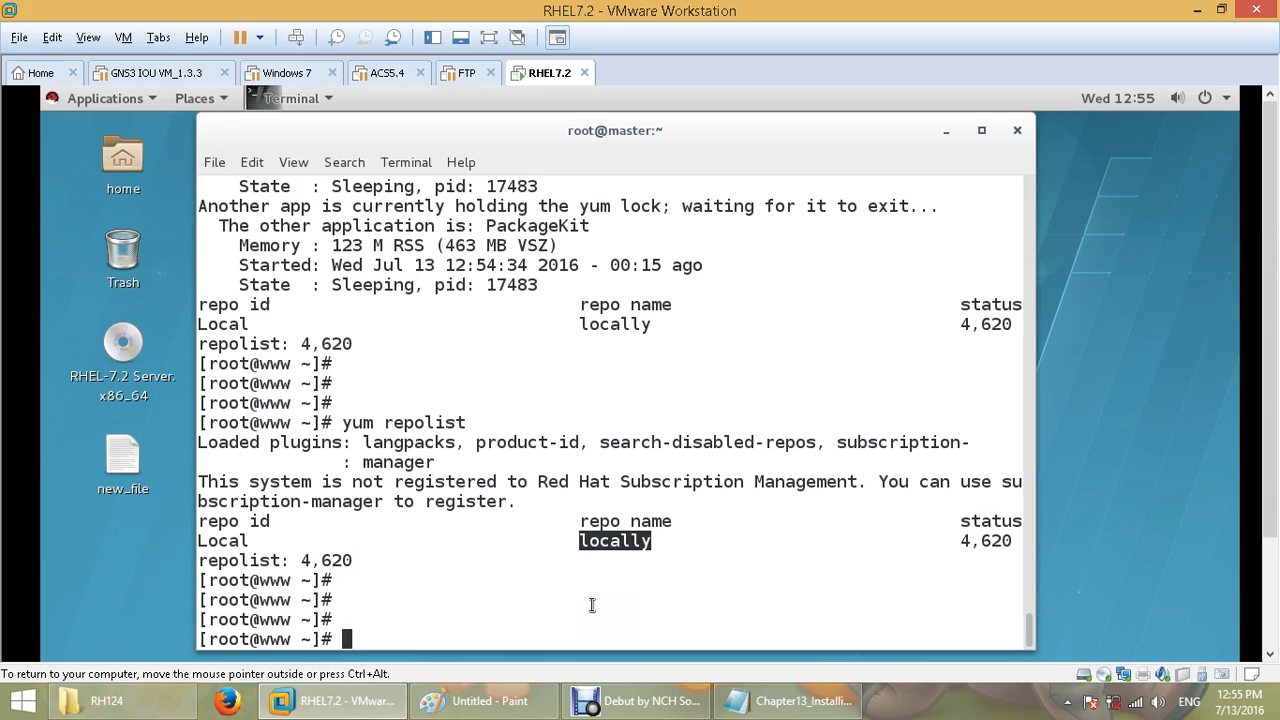 RHEL7.2 - VMware Workstation
File Edit View VM Tabs Help
Home GNS3 IOU VM_1.3.3 Windows 7 ACS5.4 FTP RHEL7.2
Applications Places Terminal Wed 12:55
root@master:~
File Edit View Search Terminal Help
home
Trash
RHEL-7.2 Server.
x86_64
new_file
State : Sleeping, pid: 17483
Another app is currently holding the yum lock; waiting for it to exit...
The other application is: PackageKit
Memory : 123 M RSS (463 MB VSZ)
Started: Wed Jul 13 12:54:34 2016 - 00:15 ago
State : Sleeping, pid: 17483
repo id repo name status
Local locally 4,620
repolist: 4,620
[root@www ~]#
[root@www ~]#
[root@www ~]#
[root@www ~]# yum repolist
Loaded plugins: langpacks, product-id, search-disabled-repos, subscription-
: manager
This system is not registered to Red Hat Subscription Management. You can use su
bscription-manager to register.
repo id repo name status
Local locally 4,620
repolist: 4,620
[root@www ~]#
[root@www ~]#
[root@www ~]#
[root@www ~]#
To return to your computer, move the mouse pointer outside or press Ctrl+Alt.
RH124 RHEL7.2 - VMwar... Untitled - Paint Debut by NCH So... Chapter13_Installi... ENG 12:55 PM
7/13/2016